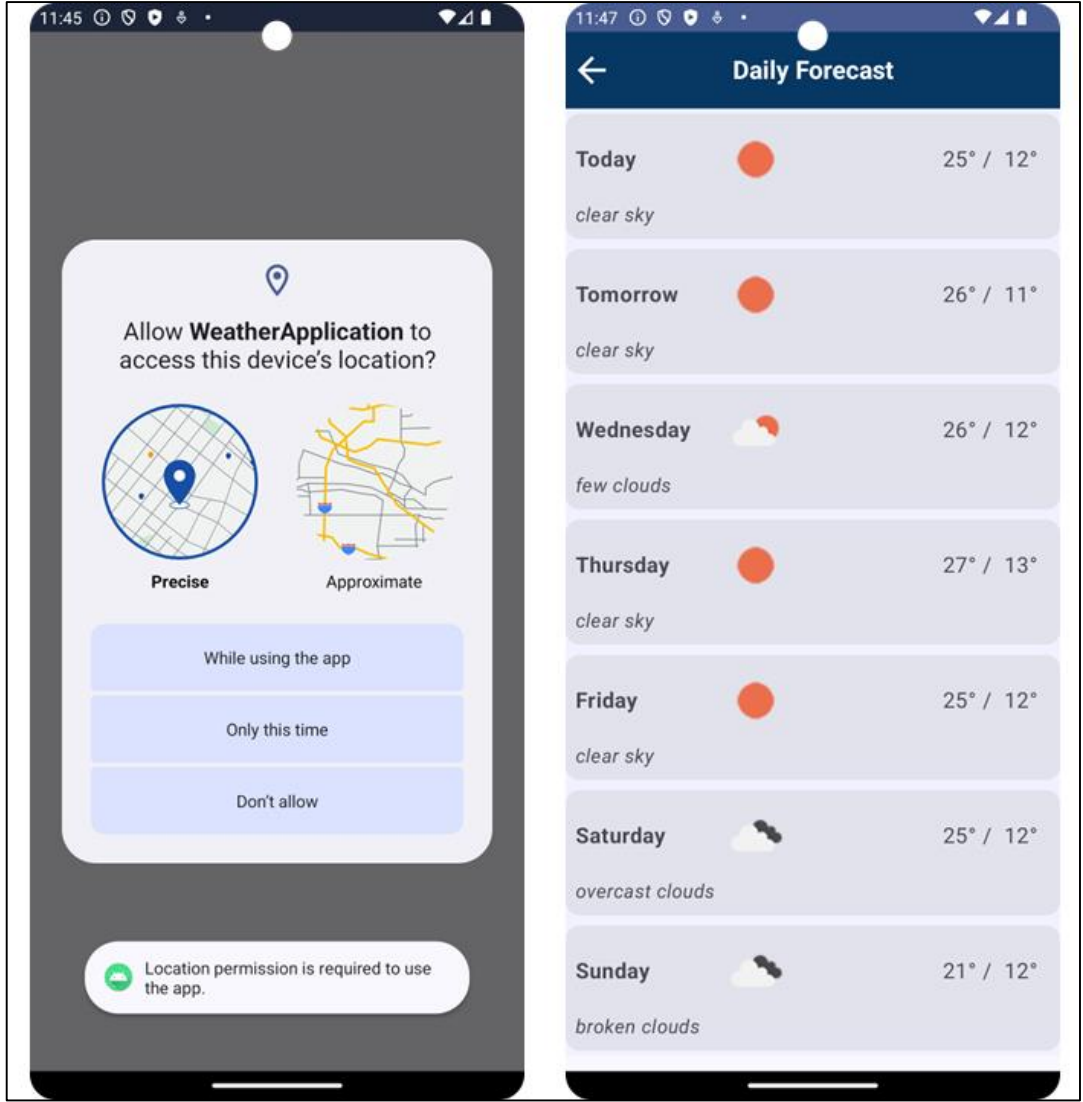 11:45
Allow WeatherApplication to
access this device's location?
Precise
Approximate
While using the app
Only this time
Don't allow
Location permission is required to use
the app.
11:47
Daily Forecast
Today
25° / 12°
clear sky
Tomorrow
26° / 11°
clear sky
Wednesday
26° / 12°
few clouds
Thursday
27° / 13°
clear sky
Friday
25° / 12°
clear sky
Saturday
25° / 12°
overcast clouds
Sunday
21° / 12°
broken clouds